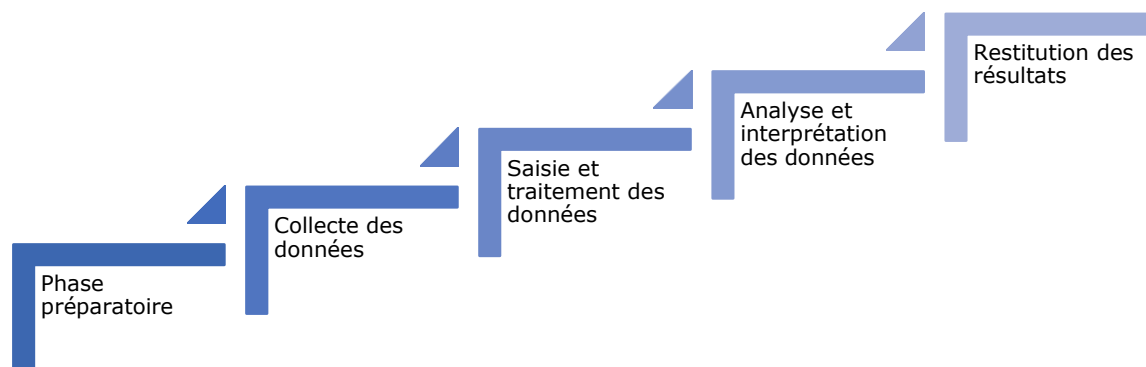 Phase
préparatoire
Collecte des
données
Saisie et
traitement des
données
Analyse et
interprétation
des données
Restitution des
résultats